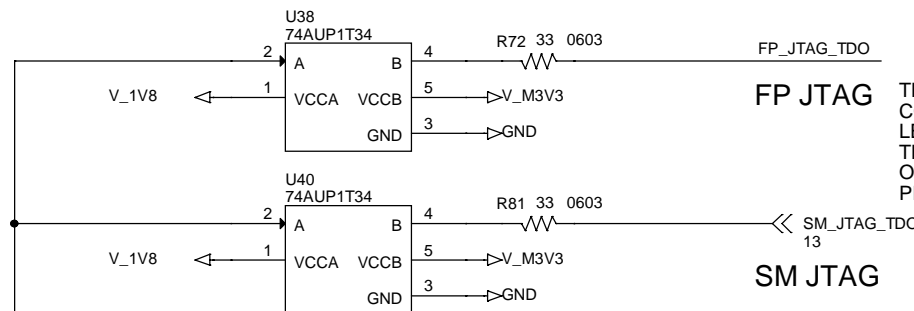 U38
74AUP1T34
2 A B 4 R72 33 0603 FP_JTAG_TDO
V_1V8 1 VCCA VCCB 5 V_M3V3
FP JTAG
GND 3 GND
U40
74AUP1T34
2 A B 4 R81 33 0603 SM_JTAG_TDO
13
V_1V8 1 VCCA VCCB 5 V_M3V3
SM JTAG
GND 3 GND